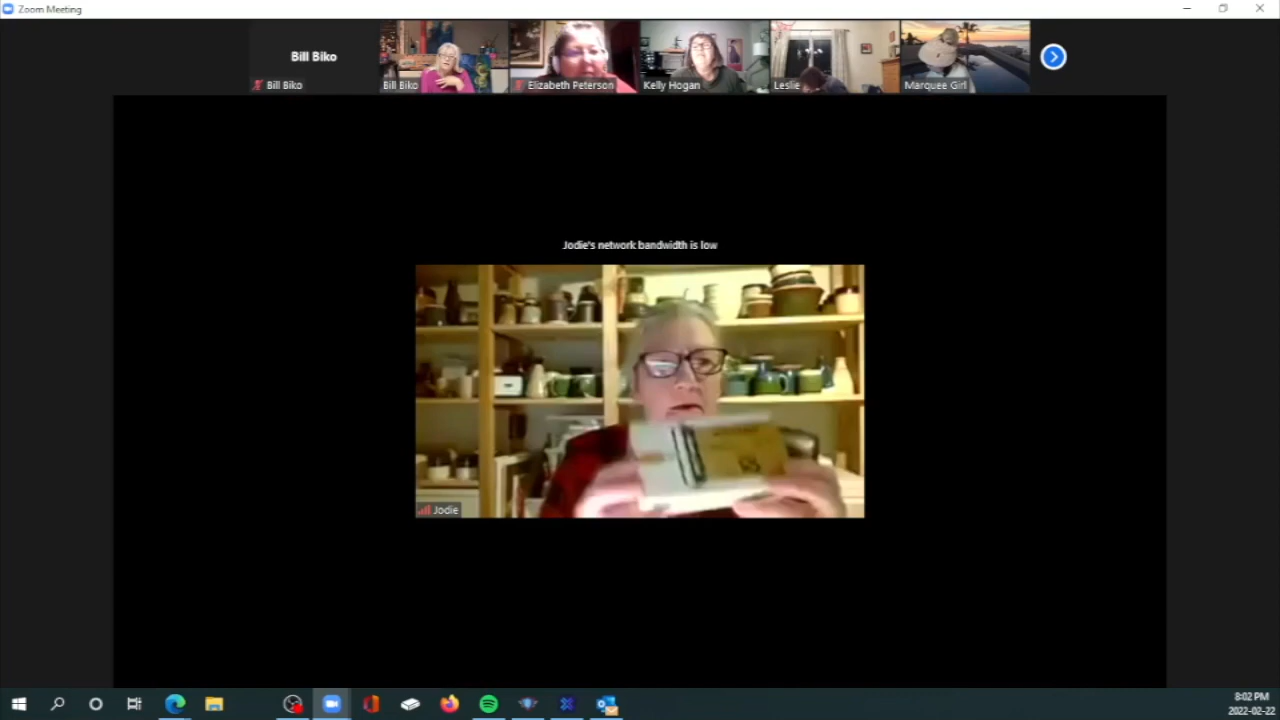 Zoom Meeting
Bill Biko
Bill Biko
Bill Biko
Elizabeth Peterson
Kelly Hogan
Leslie
Marquee Girl
Jodie's network bandwidth is low
Jodie
8:02 PM
2022-02-22